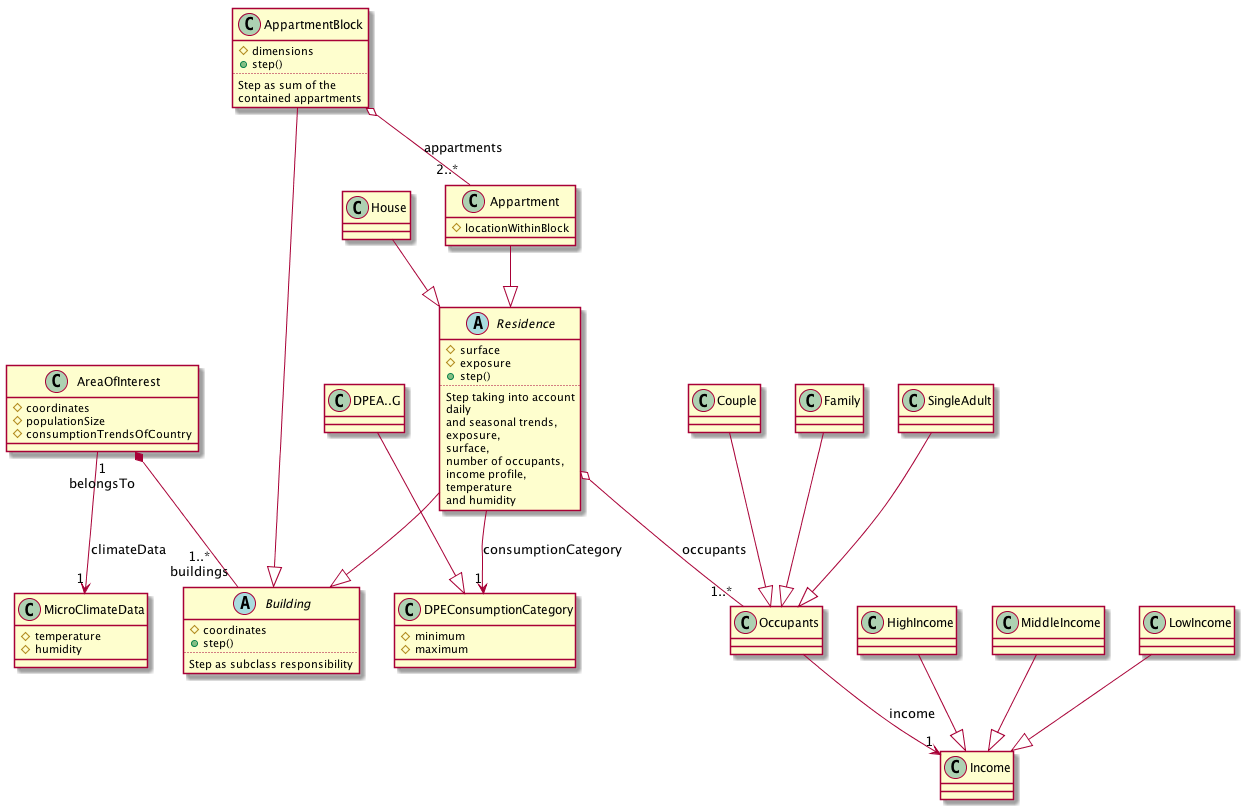 C AppartmentBlock
dimensions
step()
Step as sum of the
contained appartments
appartments
2..*
C House
C Appartment
locationWithinBlock
A Residence
surface
exposure
step()
Step taking into account
daily
and seasonal trends,
exposure,
surface,
number of occupants,
income profile,
temperature
and humidity
C AreaOfInterest
coordinates
populationSize
consumptionTrendsOfCountry
C DPEA..G
C Couple
C Family
C SingleAdult
1
belongsTo
climateData
1
1..*
buildings
consumptionCategory
1
occupants
1..*
C MicroClimateData
temperature
humidity
A Building
coordinates
step()
Step as subclass responsibility
C DPEConsumptionCategory
minimum
maximum
C Occupants
C HighIncome
C MiddleIncome
C LowIncome
income
1
C Income